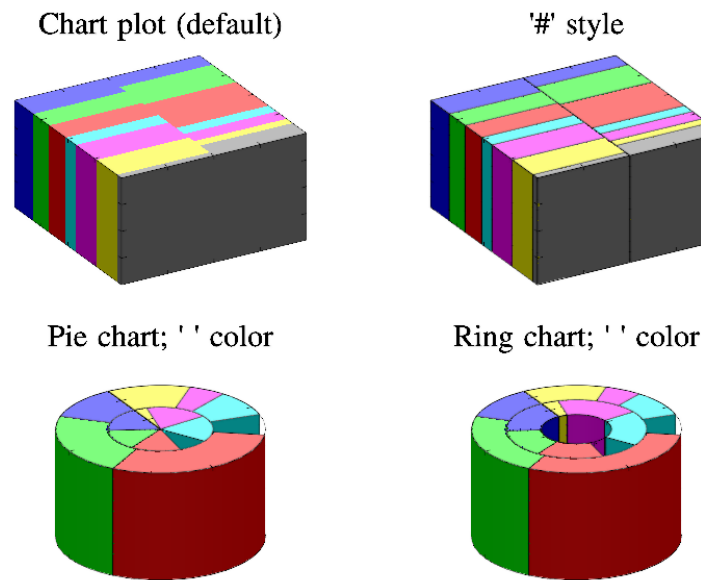 Chart plot (default)
'#' style
Pie chart; ' ' color
Ring chart; ' ' color